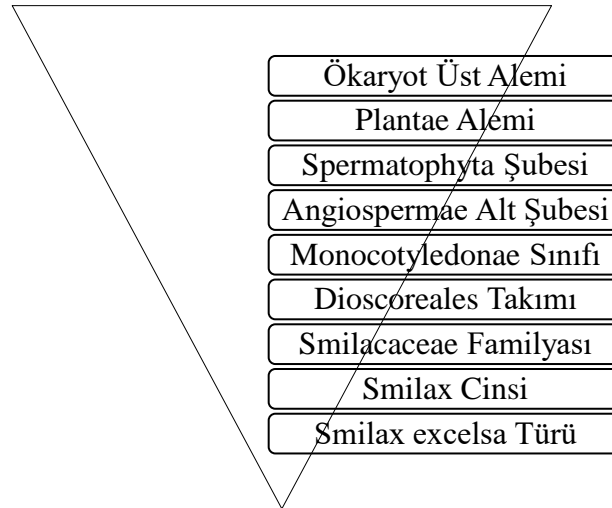 Ökaryot Üst Alemi
Plantae Alemi
Spermatophyta Şubesi
Angiospermae Alt Şubesi
Monocotyledonae Sınıfı
Dioscoreales Takımı
Smilacaceae Familyası
Smilax Cinsi
Smilax excelsa Türü